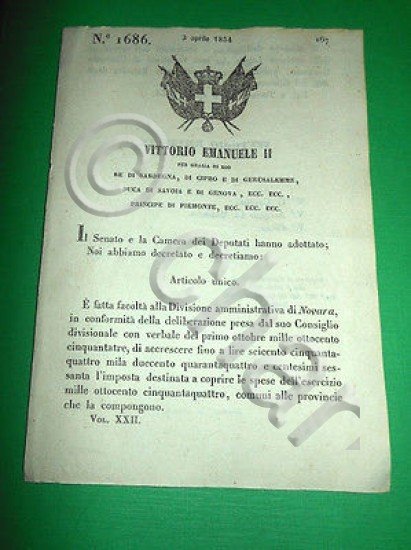 N.° 1686. 3 aprile 1854 167
VITTORIO EMANUELE II
PER GRAZIA DI DIO
RE DI SARDEGNA, DI CIPRO E DI GERUSALEMME,
DUCA DI SAVOIA E DI GENOVA, ECC. ECC.,
PRINCIPE DI PIEMONTE, ECC. ECC. ECC.
Il Senato e la Camera dei Deputati hanno adottato;
Noi abbiamo decretato e decretiamo:
Articolo unico.
È fatta facoltà alla Divisione amministrativa di Novara,
in conformità della deliberazione presa dal suo Consiglio
divisionale con verbale del primo ottobre mille ottocento
cinquantatre, di accrescere fino a lire seicento cinquanta-
quattro mila duecento quarantaquattro e centesimi ses-
santa l'imposta destinata a coprire le spese dell'esercizio
mille ottocento cinquantaquattro, comuni alle provincie
che la compongono.
VOL. XXII.
© Char